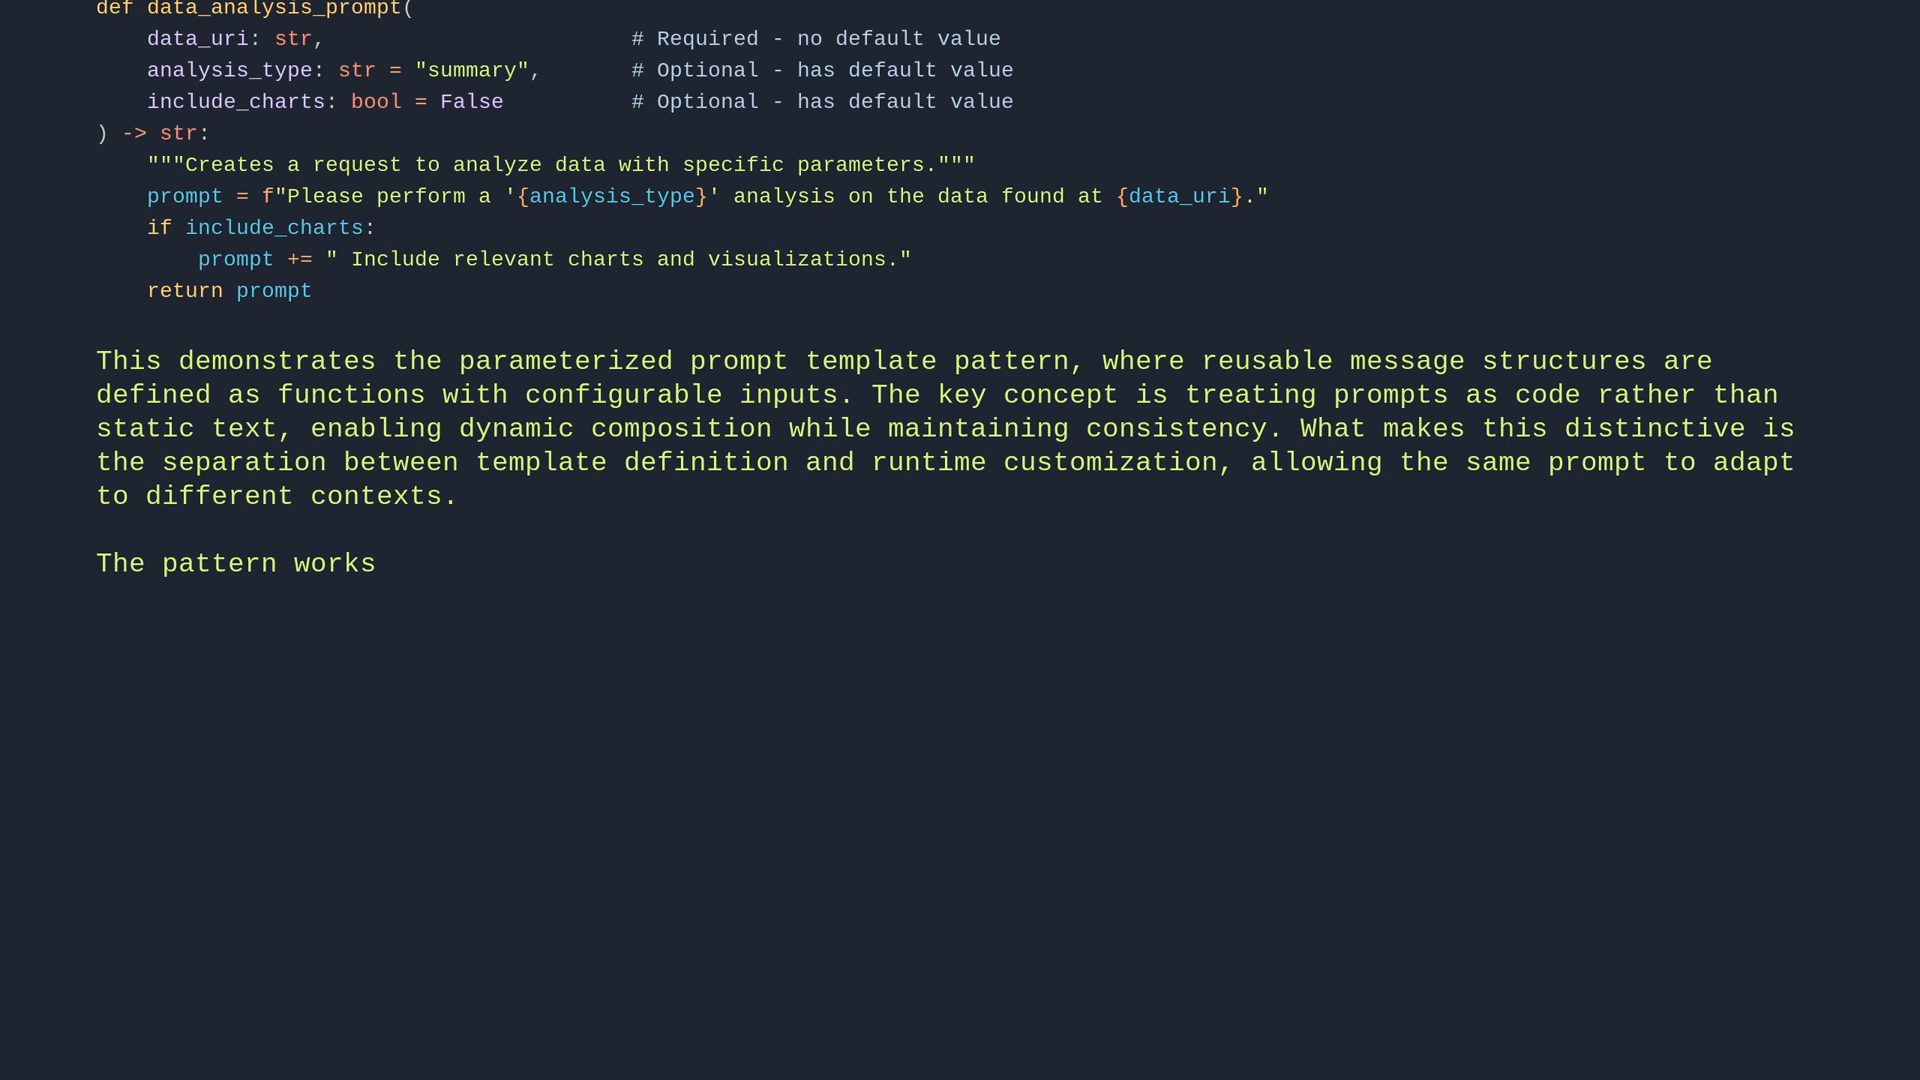 def data_analysis_prompt(
    data_uri: str,                        # Required - no default value
    analysis_type: str = "summary",       # Optional - has default value
    include_charts: bool = False          # Optional - has default value
) -> str:
    """Creates a request to analyze data with specific parameters."""
    prompt = f"Please perform a '{analysis_type}' analysis on the data found at {data_uri}."
    if include_charts:
        prompt += " Include relevant charts and visualizations."
    return prompt
This demonstrates the parameterized prompt template pattern, where reusable message structures are
defined as functions with configurable inputs. The key concept is treating prompts as code rather than
static text, enabling dynamic composition while maintaining consistency. What makes this distinctive is
the separation between template definition and runtime customization, allowing the same prompt to adapt
to different contexts.
The pattern works